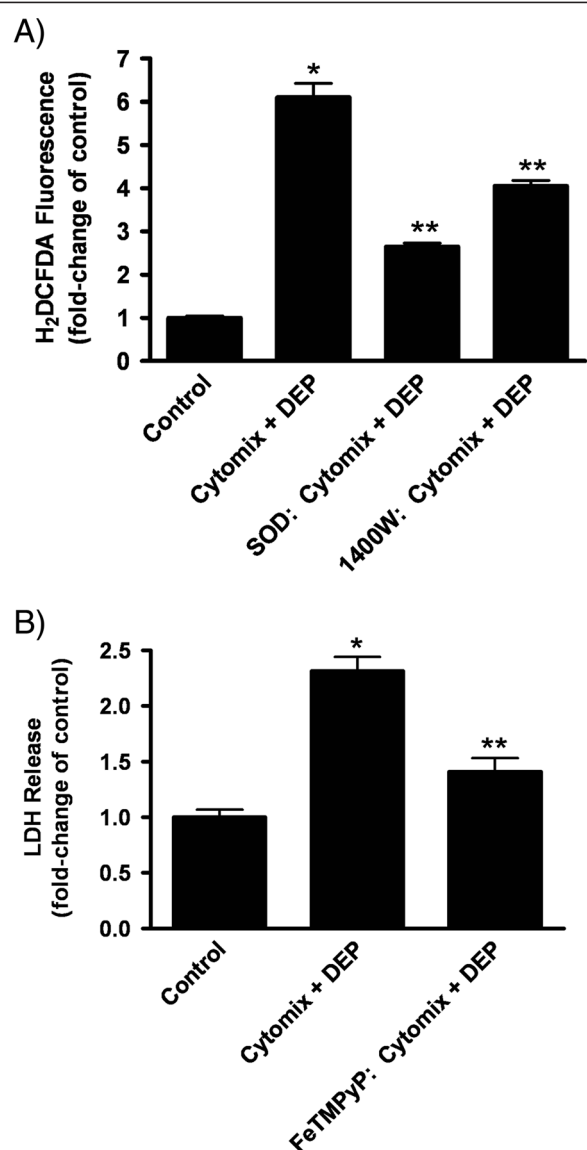 A)
H₂DCFDA Fluorescence
(fold-change of control)
7
6
5
4
3
2
1
0
*
**
**
Control
Cytomix + DEP
SOD: Cytomix + DEP
1400W: Cytomix + DEP
B)
LDH Release
(fold-change of control)
2.5
2.0
1.5
1.0
0.5
0.0
*
**
Control
Cytomix + DEP
FeTMPyP: Cytomix + DEP